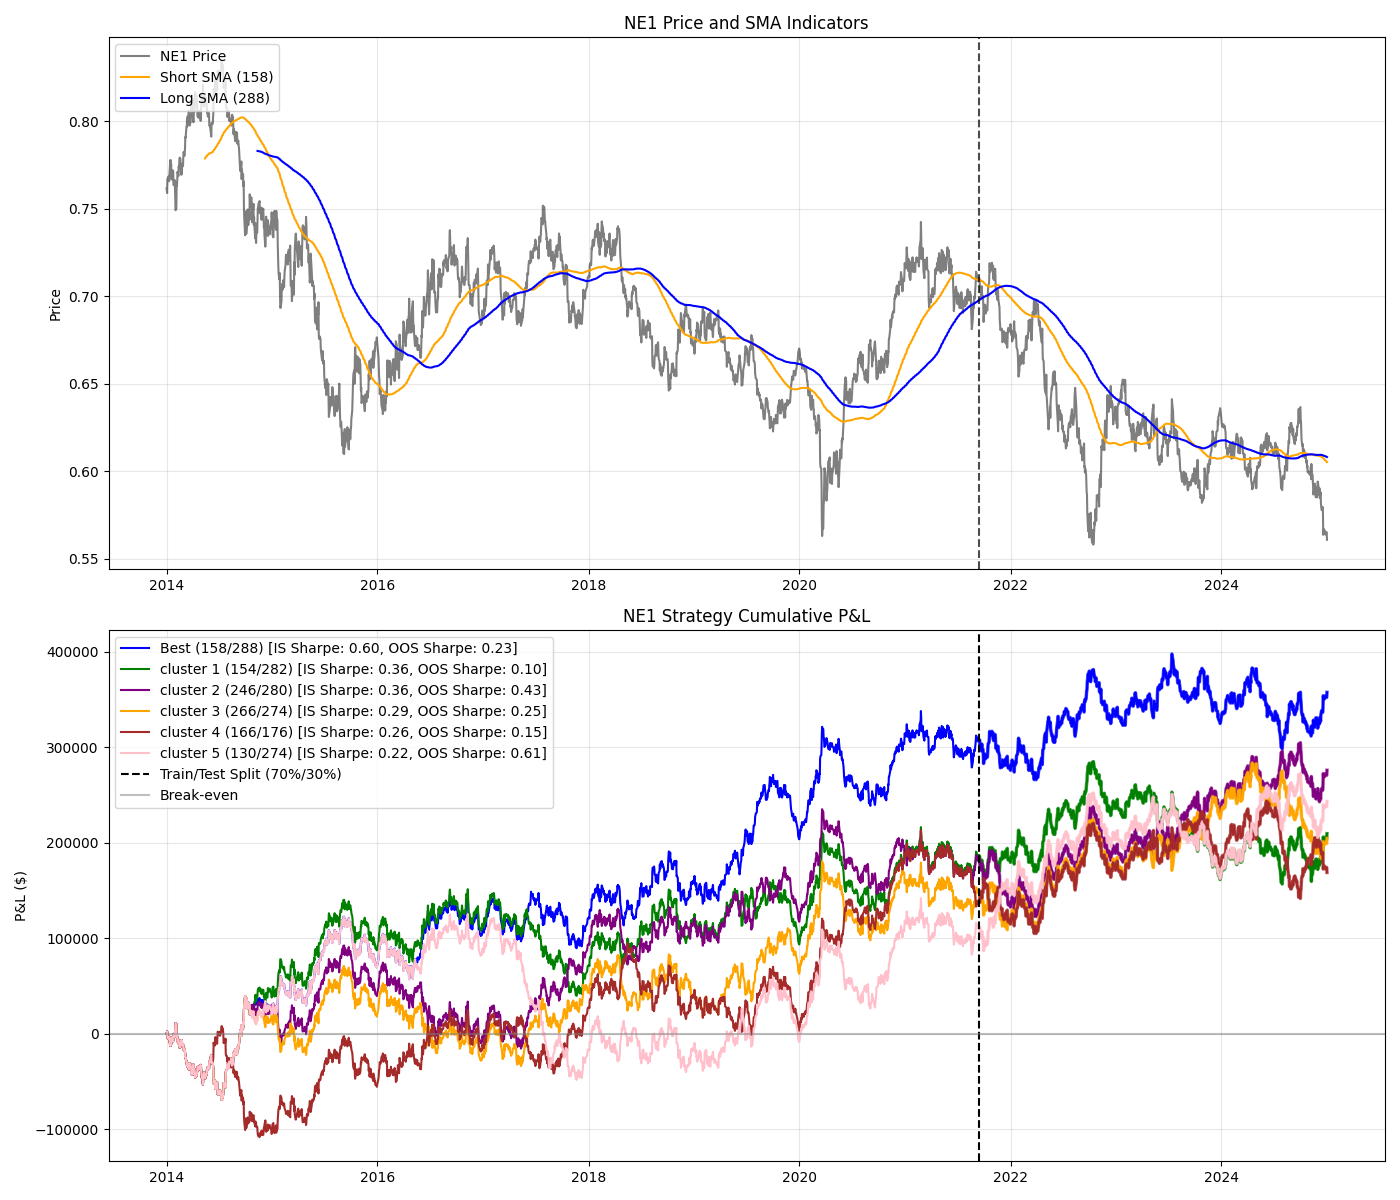 NE1 Price and SMA Indicators
NE1 Price
Short SMA (158)
Long SMA (288)
Price
0.80
0.75
0.70
0.65
0.60
0.55
2014
2016
2018
2020
2022
2024
NE1 Strategy Cumulative P&L
Best (158/288) [IS Sharpe: 0.60, OOS Sharpe: 0.23]
cluster 1 (154/282) [IS Sharpe: 0.36, OOS Sharpe: 0.10]
cluster 2 (246/280) [IS Sharpe: 0.36, OOS Sharpe: 0.43]
cluster 3 (266/274) [IS Sharpe: 0.29, OOS Sharpe: 0.25]
cluster 4 (166/176) [IS Sharpe: 0.26, OOS Sharpe: 0.15]
cluster 5 (130/274) [IS Sharpe: 0.22, OOS Sharpe: 0.61]
Train/Test Split (70%/30%)
Break-even
P&L ($)
400000
300000
200000
100000
0
−100000
2014
2016
2018
2020
2022
2024